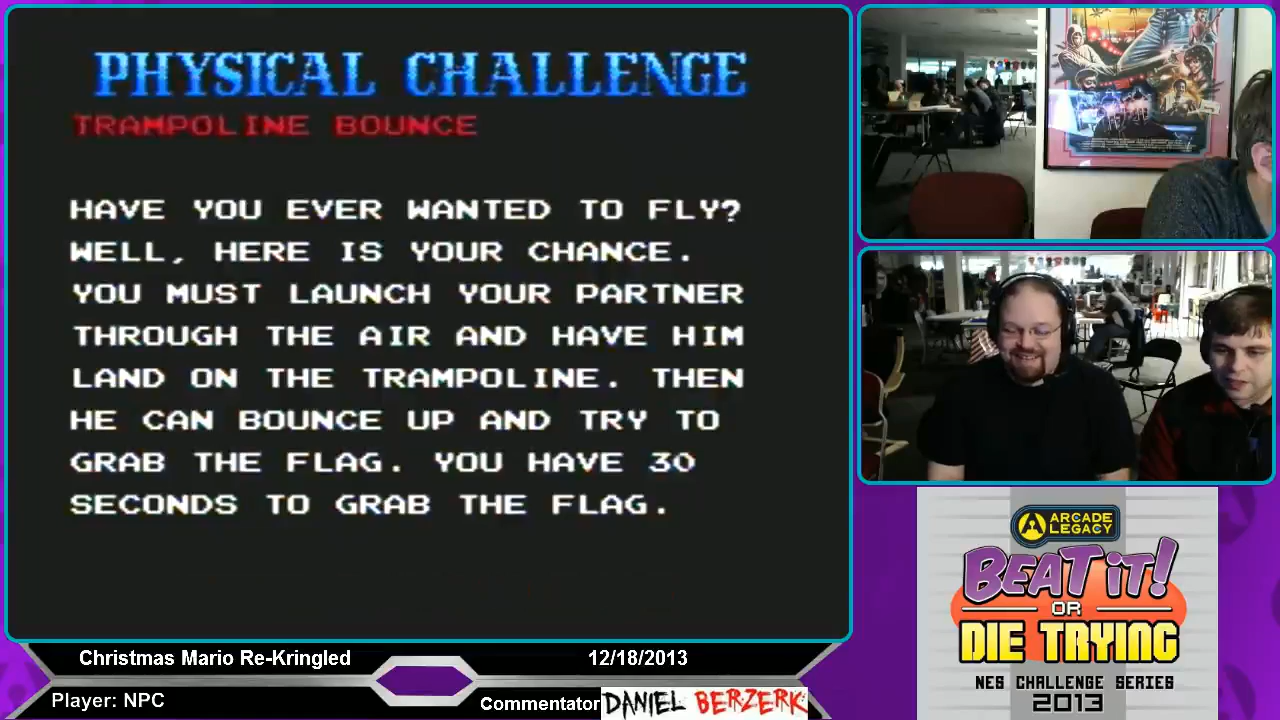 PHYSICAL CHALLENGE
TRAMPOLINE BOUNCE
HAVE YOU EVER WANTED TO FLY?
WELL, HERE IS YOUR CHANCE.
YOU MUST LAUNCH YOUR PARTNER
THROUGH THE AIR AND HAVE HIM
LAND ON THE TRAMPOLINE. THEN
HE CAN BOUNCE UP AND TRY TO
GRAB THE FLAG. YOU HAVE 30
SECONDS TO GRAB THE FLAG.
ARCADE
LEGACY
BEAT iT!
OR
DIE TRYING
NES CHALLENGE SERIES
2013
Christmas Mario Re-Kringled
12/18/2013
Player: NPC
Commentator DANIEL BERZERK